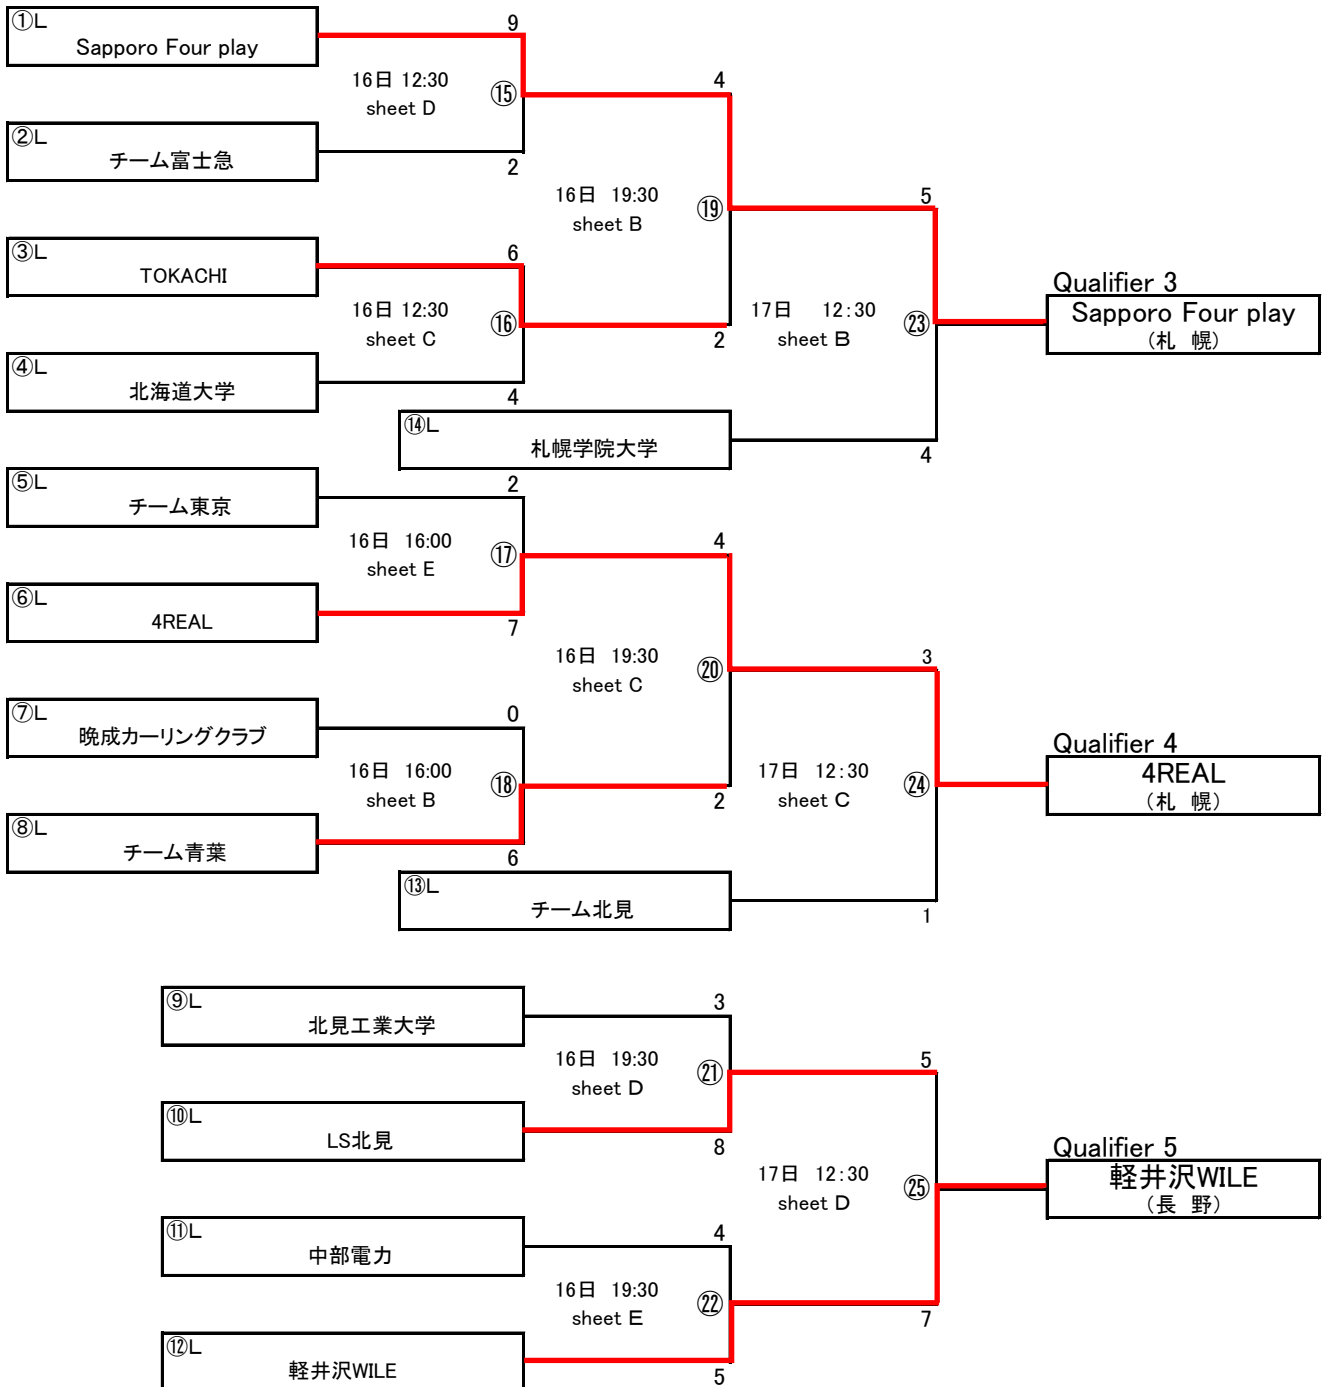 ①L
Sapporo Four play
9
16日 12:30
sheet D
⑮
4
②L
チーム富士急
2
16日 19:30
sheet B
⑲
5
③L
TOKACHI
6
16日 12:30
sheet C
⑯
2
17日 12:30
sheet B
㉓
Qualifier 3
Sapporo Four play
(札 幌)
④L
北海道大学
4
⑭L
札幌学院大学
4
⑤L
チーム東京
2
16日 16:00
sheet E
⑰
4
⑥L
4REAL
7
16日 19:30
sheet C
⑳
3
⑦L
晩成カーリングクラブ
0
16日 16:00
sheet B
⑱
2
17日 12:30
sheet C
㉔
Qualifier 4
4REAL
(札 幌)
⑧L
チーム青葉
6
⑬L
チーム北見
1
⑨L
北見工業大学
3
16日 19:30
sheet D
㉑
5
⑩L
LS北見
8
17日 12:30
sheet D
㉕
Qualifier 5
軽井沢WILE
(長 野)
⑪L
中部電力
4
16日 19:30
sheet E
㉒
7
⑫L
軽井沢WILE
5